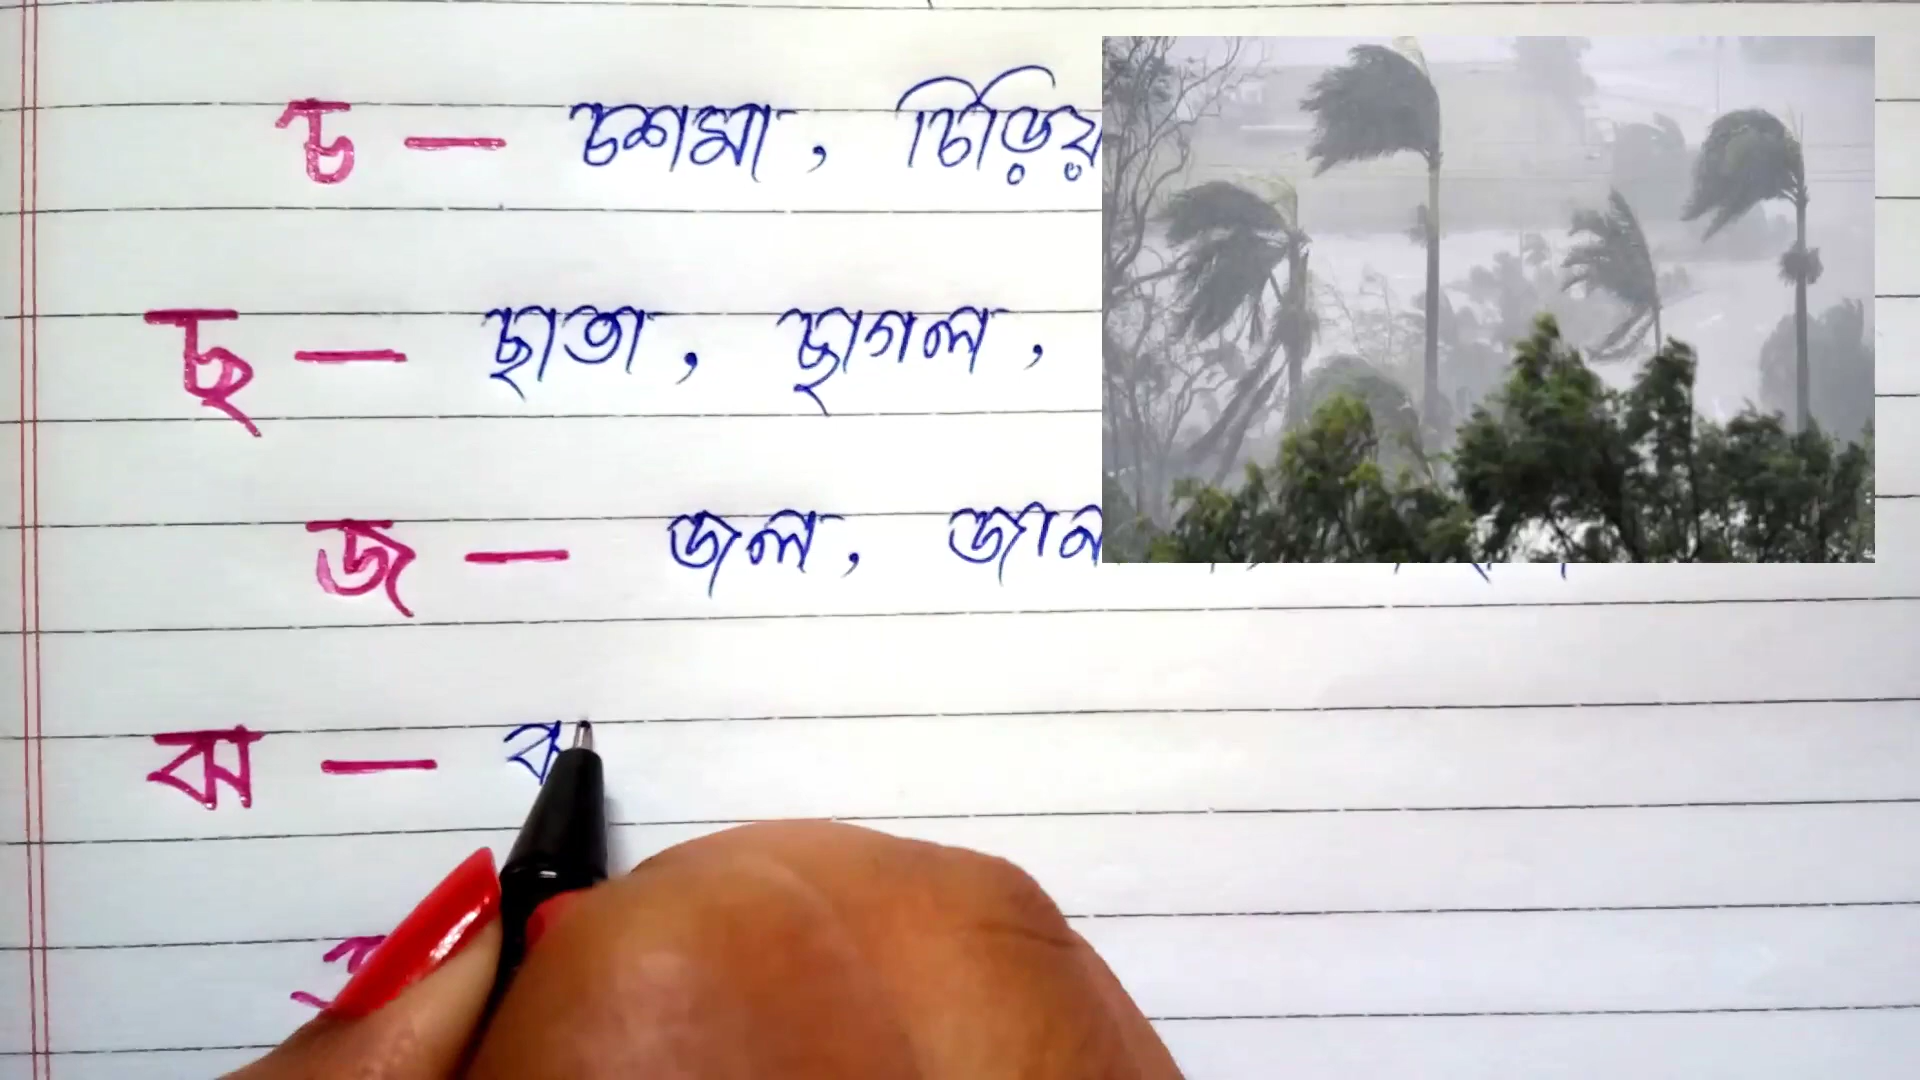 চ — চশমা, চিড়িয়
ছ — ছাতা, ছাগল,
জ — জল, জান
ঝ —